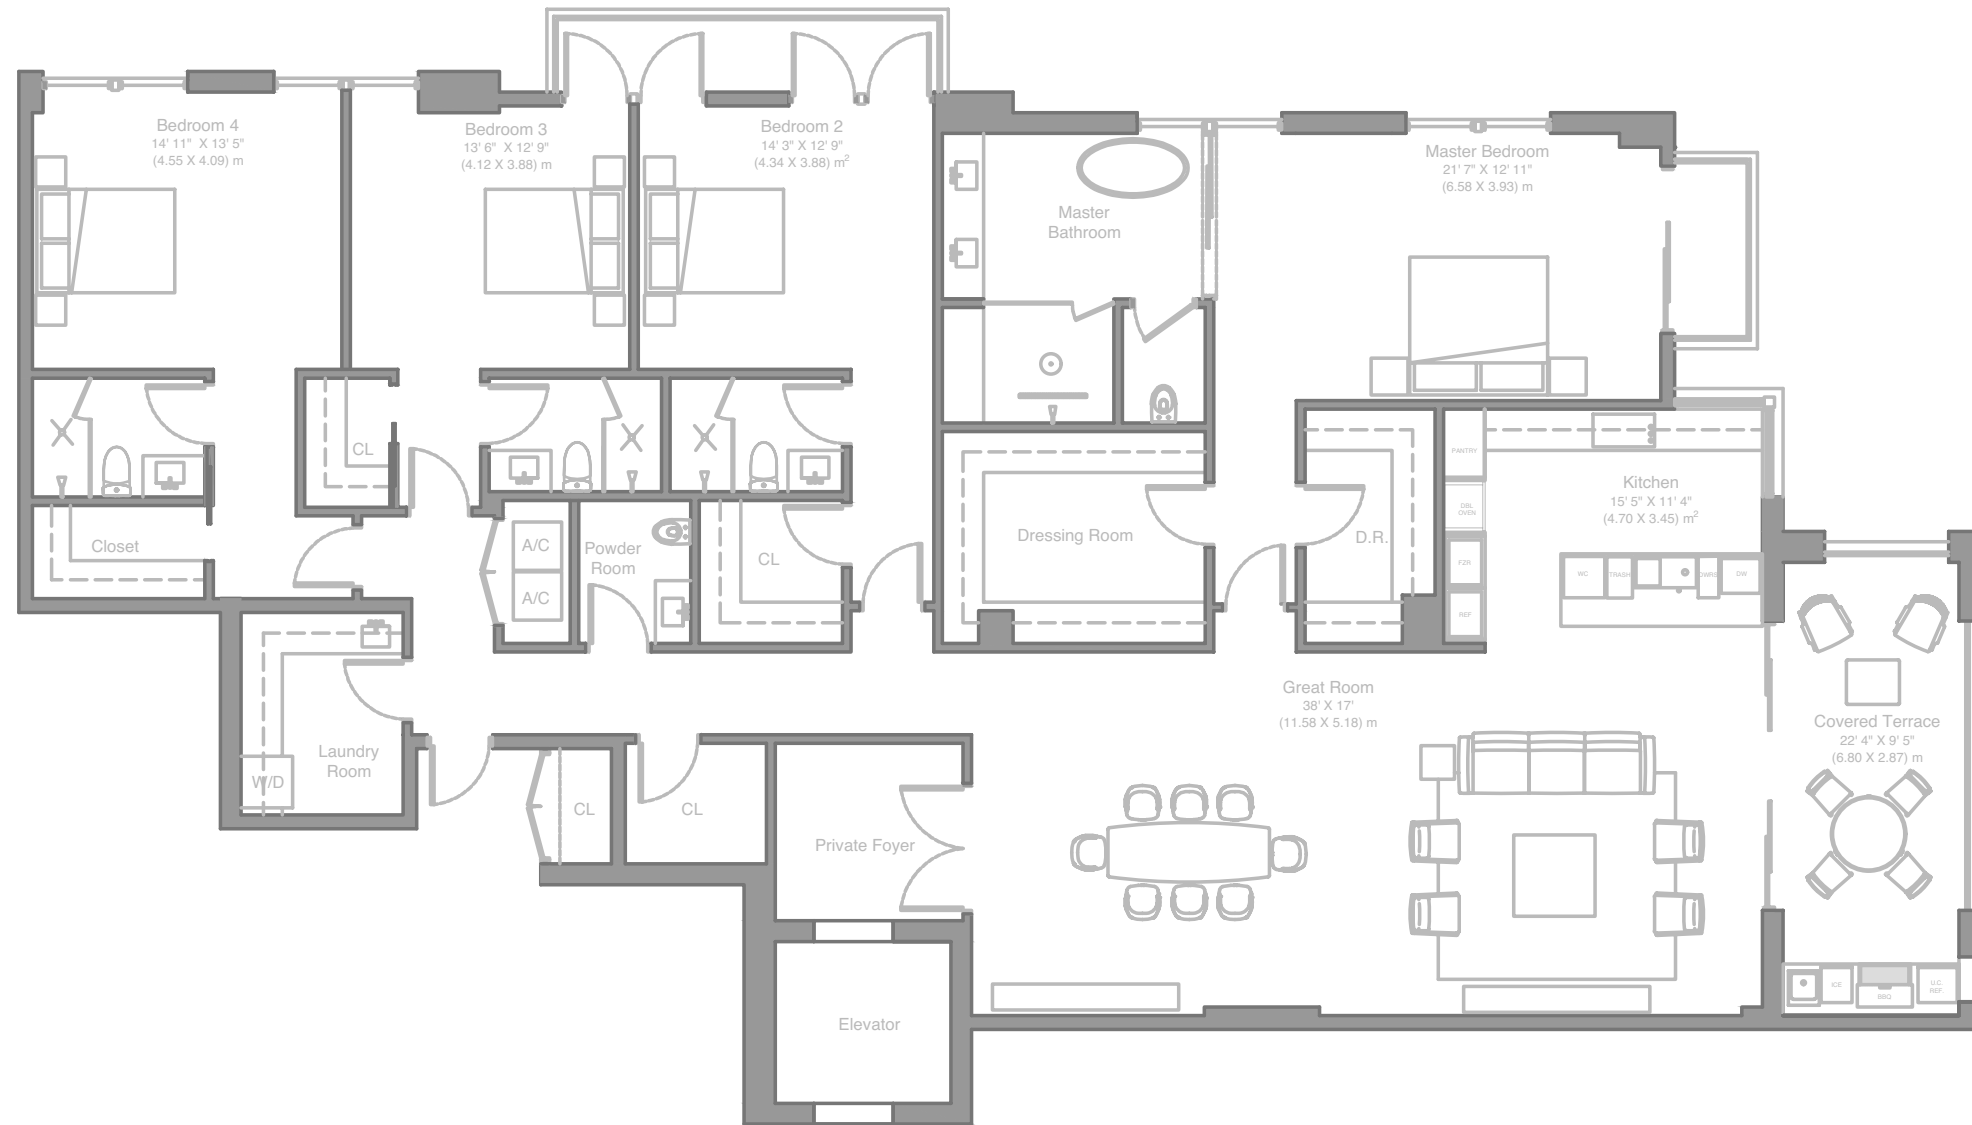 Bedroom 4
14' 11" X 13' 5"
(4.55 X 4.09) m
Bedroom 3
13' 6" X 12' 9"
(4.12 X 3.88) m
Bedroom 2
14' 3" X 12' 9"
(4.34 X 3.88) m²
Master
Bathroom
Master Bedroom
21' 7" X 12' 11"
(6.58 X 3.93) m
CL
Closet
A/C
A/C
Powder
Room
CL
Dressing Room
D.R.
PANTRY
DBL
OVEN
FZR
REF
Kitchen
15' 5" X 11' 4"
(4.70 X 3.45) m²
WC
TRASH
DWRS
DW
Laundry
Room
W/D
CL
CL
Private Foyer
Elevator
Great Room
38' X 17'
(11.58 X 5.18) m
Covered Terrace
22' 4" X 9' 5"
(6.80 X 2.87) m
ICE
BBQ
U.C.
REF.